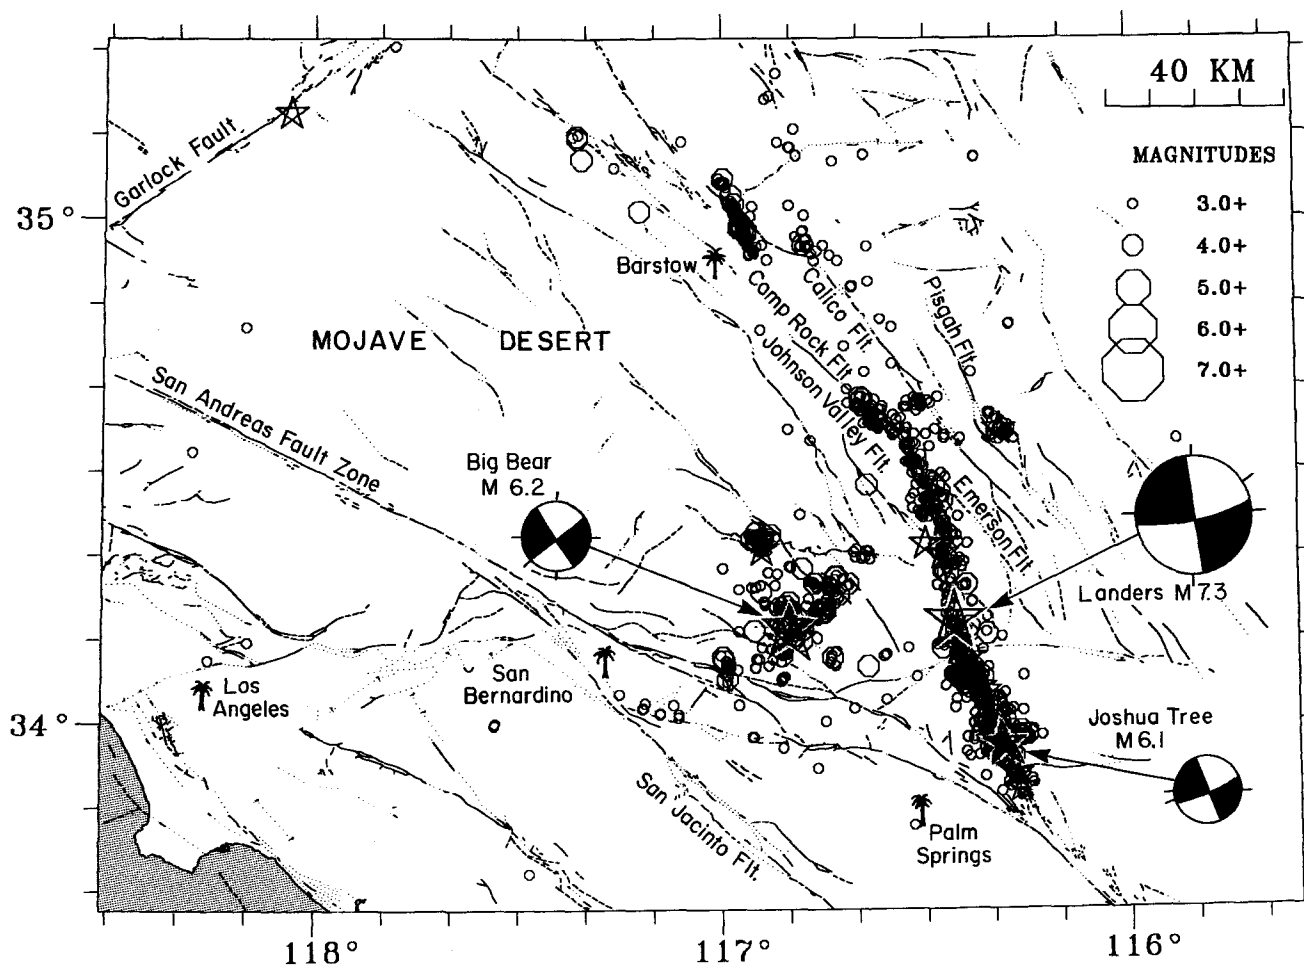 40 KM
MAGNITUDES
3.0+
4.0+
5.0+
6.0+
7.0+
Garlock Fault
35°
Barstow
Camp Rock Flt.
Calico Flt.
Pisgah Flt.
MOJAVE DESERT
Johnson Valley Flt.
San Andreas Fault Zone
Big Bear
M 6.2
Emerson Flt.
Landers M 7.3
San
Bernardino
Los
Angeles
34°
Joshua Tree
M 6.1
San Jacinto Flt.
Palm
Springs
118°
117°
116°